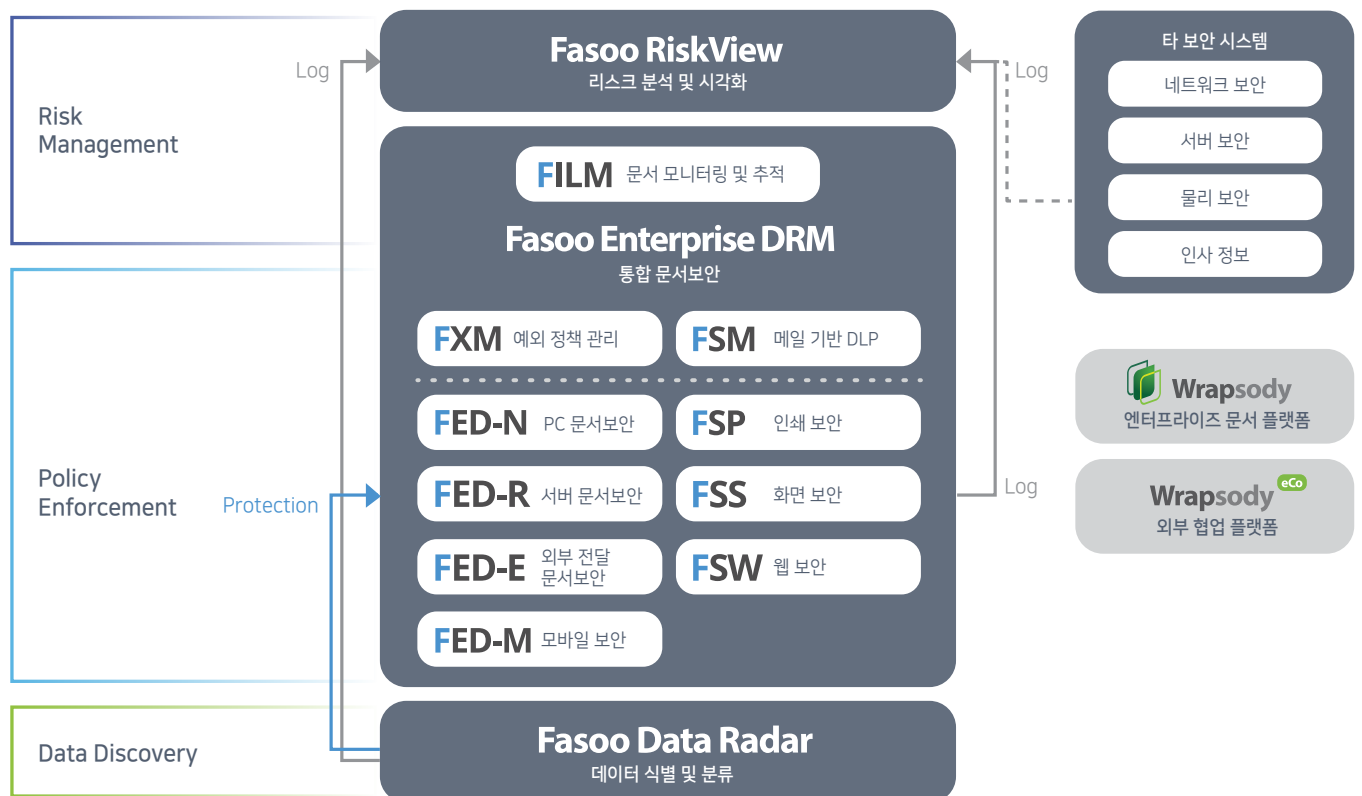 Risk
Management
Log
Fasoo RiskView
리스크 분석 및 시각화
Log
타 보안 시스템
네트워크 보안
서버 보안
물리 보안
인사 정보
FILM 문서 모니터링 및 추적
Fasoo Enterprise DRM
통합 문서보안
FXM 예외 정책 관리
FSM 메일 기반 DLP
Policy
Enforcement
Protection
FED-N PC 문서보안
FSP 인쇄 보안
FED-R 서버 문서보안
FSS 화면 보안
FED-E 외부 전달
문서보안
FSW 웹 보안
FED-M 모바일 보안
Log
Wrapsody
엔터프라이즈 문서 플랫폼
Wrapsody eCo
외부 협업 플랫폼
Data Discovery
Fasoo Data Radar
데이터 식별 및 분류